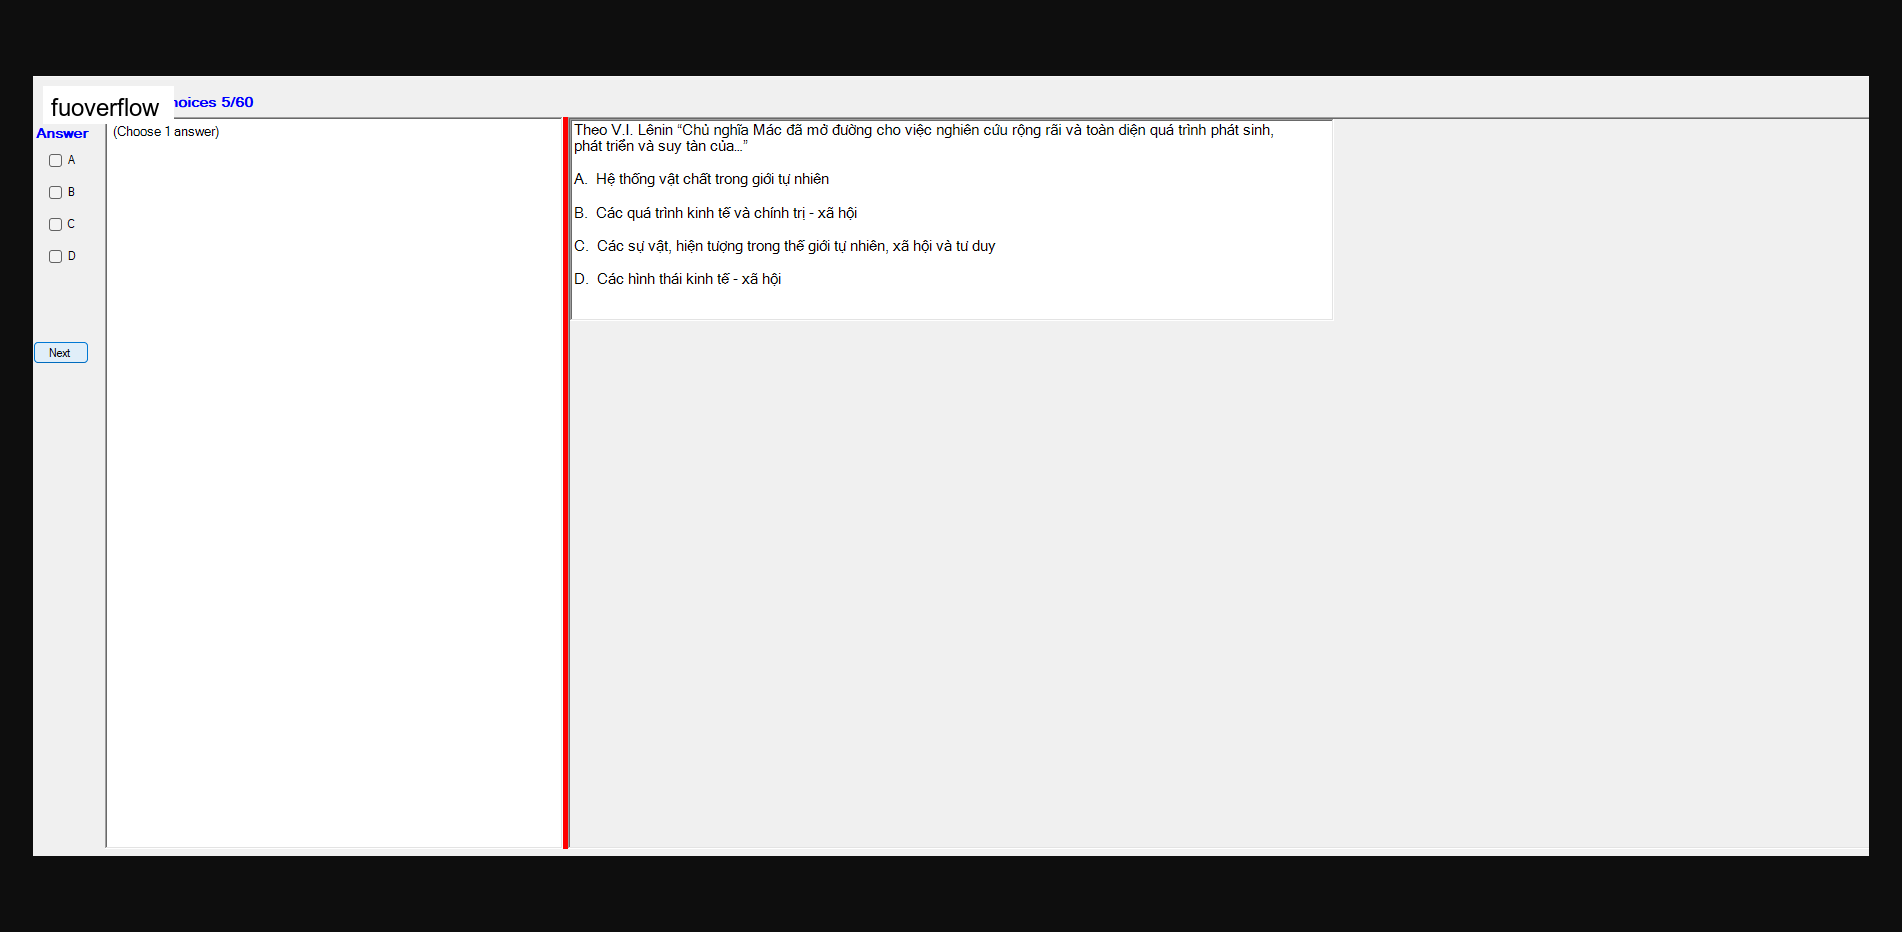 fuoverflow
hoices 5/60
Answer
(Choose 1 answer)
A
B
C
D
Next
Theo V.I. Lênin “Chủ nghĩa Mác đã mở đường cho việc nghiên cứu rộng rãi và toàn diện quá trình phát sinh,
phát triển và suy tàn của...”
A. Hệ thống vật chất trong giới tự nhiên
B. Các quá trình kinh tế và chính trị - xã hội
C. Các sự vật, hiện tượng trong thế giới tự nhiên, xã hội và tư duy
D. Các hình thái kinh tế - xã hội